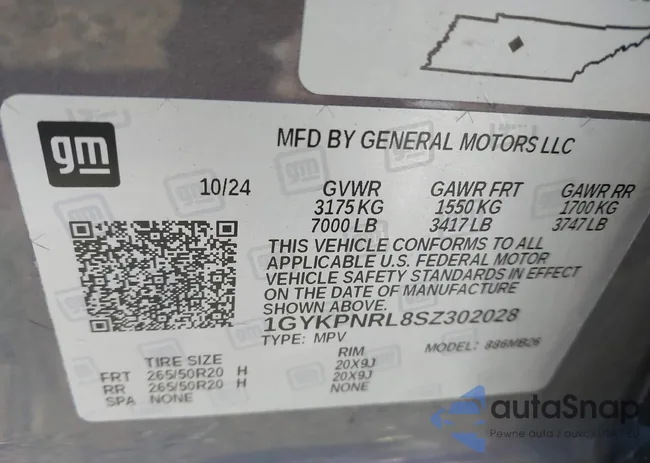 gm
MFD BY GENERAL MOTORS LLC
10/24 GVWR GAWR FRT GAWR RR
3175 KG 1550 KG 1700 KG
7000 LB 3417 LB 3747 LB
THIS VEHICLE CONFORMS TO ALL
APPLICABLE U.S. FEDERAL MOTOR
VEHICLE SAFETY STANDARDS IN EFFECT
ON THE DATE OF MANUFACTURE
SHOWN ABOVE.
1GYKPNRL8SZ302028
TYPE: MPV MODEL: 886MB26
TIRE SIZE RIM
FRT 265/50R20 H 20X9J
RR 265/50R20 H 20X9J
SPA NONE NONE
autaSnap
Pewne auta z aukcji